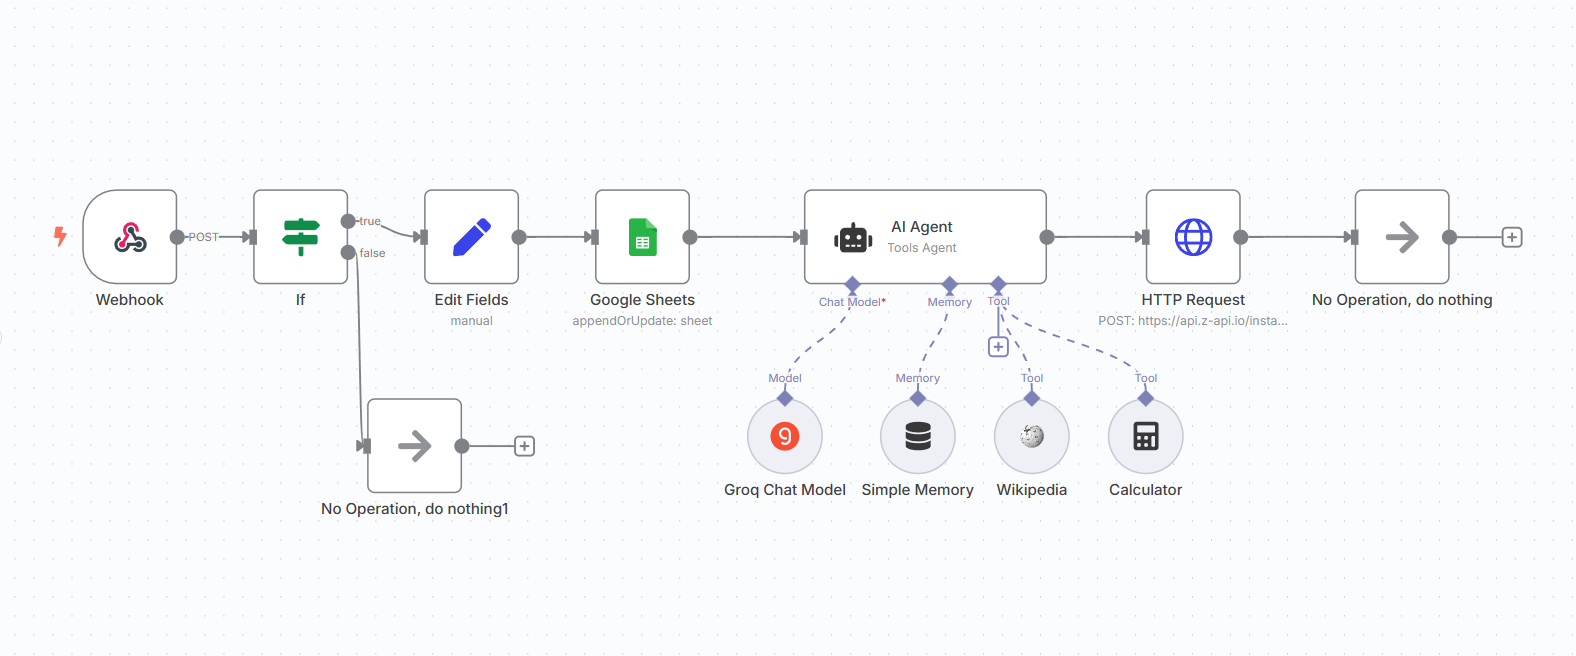 POST
true
false
Webhook
If
Edit Fields
manual
Google Sheets
appendOrUpdate: sheet
AI Agent
Tools Agent
Chat Model*
Memory
Tool
HTTP Request
POST: https://api.z-api.io/insta...
No Operation, do nothing
Model
Memory
Tool
Tool
Groq Chat Model
Simple Memory
Wikipedia
Calculator
No Operation, do nothing1